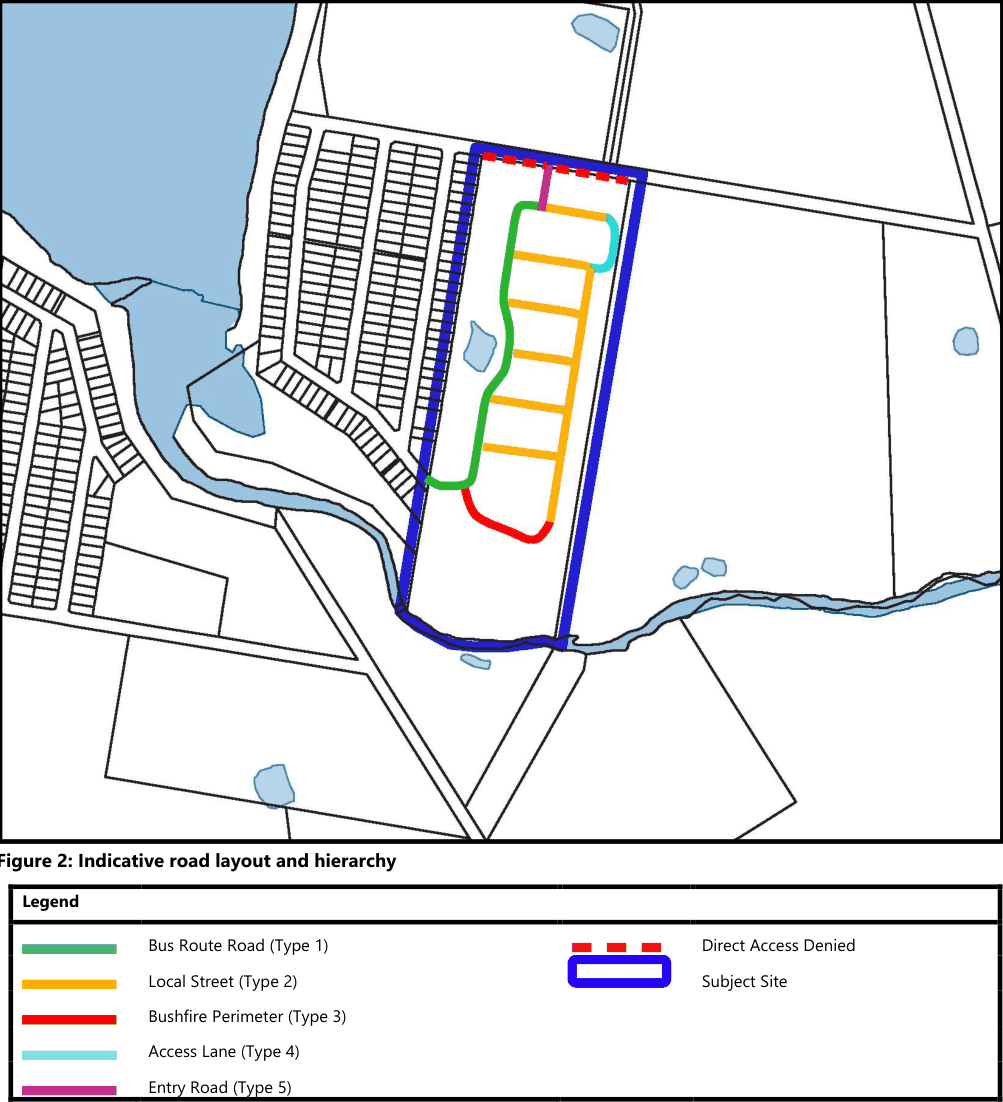 Figure 2: Indicative road layout and hierarchy
Legend
Bus Route Road (Type 1)
Local Street (Type 2)
Bushfire Perimeter (Type 3)
Access Lane (Type 4)
Entry Road (Type 5)
Direct Access Denied
Subject Site